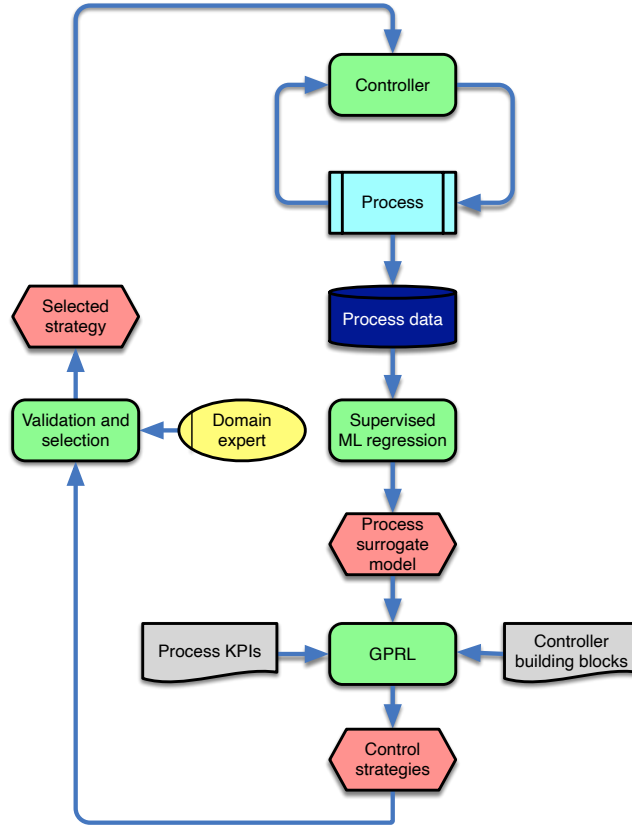 Controller
Process
Selected
strategy
Process data
Validation and
selection
Domain
expert
Supervised
ML regression
Process
surrogate
model
Process KPIs
GPRL
Controller
building blocks
Control
strategies